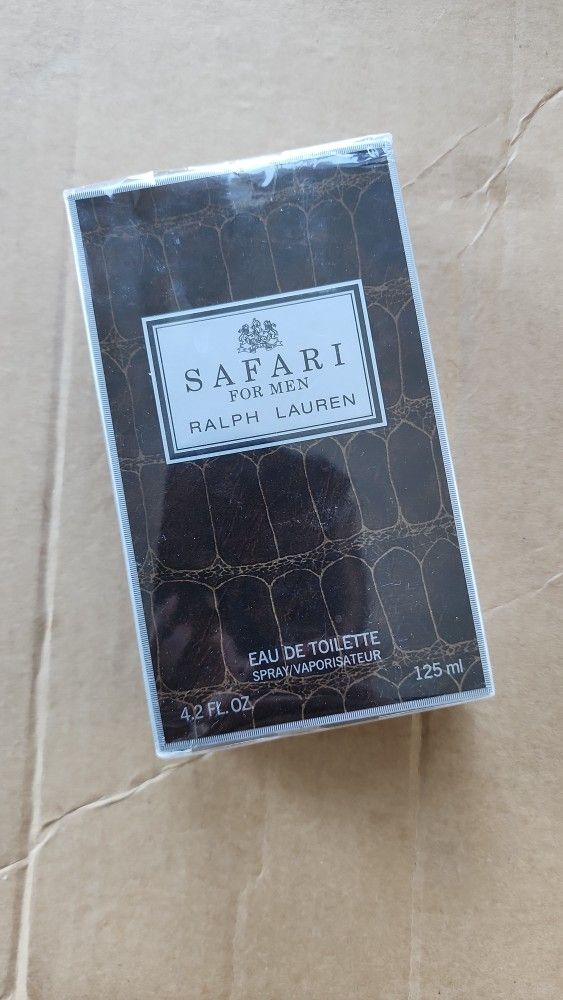 SAFARI
FOR MEN
RALPH LAUREN
EAU DE TOILETTE
SPRAY/VAPORISATEUR
4.2 FL. OZ.
125 ml